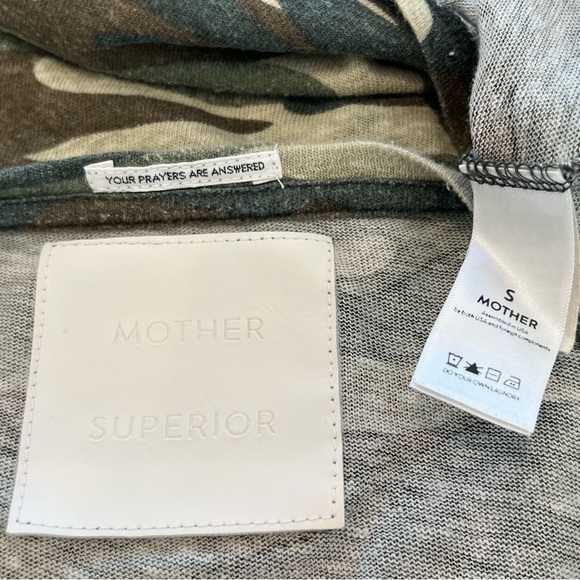 YOUR PRAYERS ARE ANSWERED
MOTHER
SUPERIOR
S
MOTHER
Assembled in USA
by both USA and foreign components
DO YOUR OWN LAUNDRY